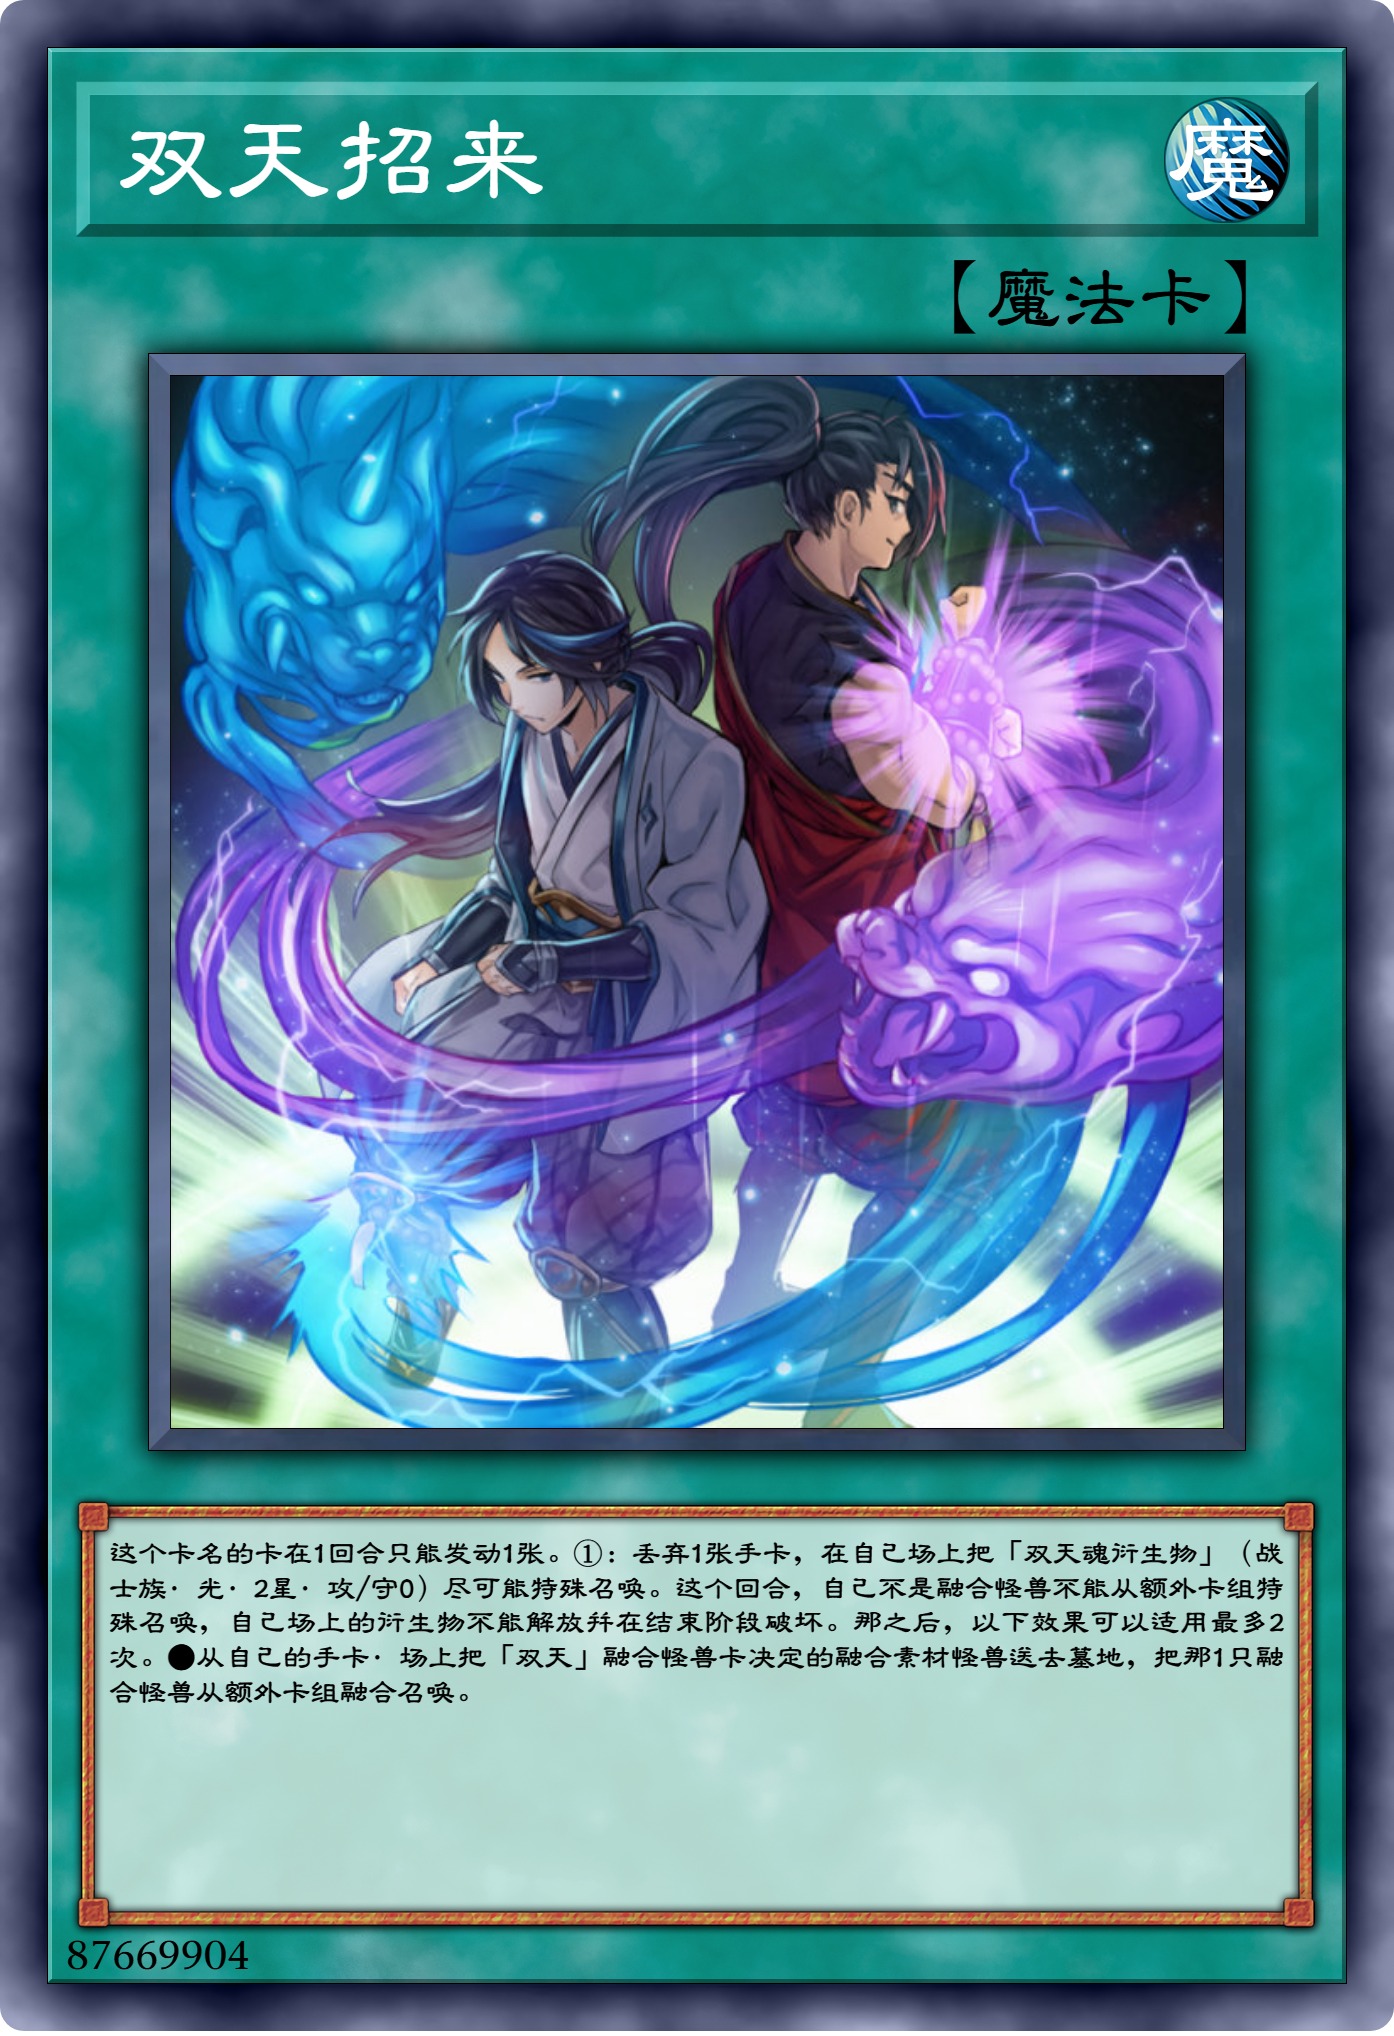 双天招来
魔
【魔法卡】
这个卡名的卡在1回合只能发动1张。①：丢弃1张手卡，在自己场上把「双天魂衍生物」（战
士族·光·2星·攻/守0）尽可能特殊召唤。这个回合，自己不是融合怪兽不能从额外卡组特
殊召唤，自己场上的衍生物不能解放并在结束阶段破坏。那之后，以下效果可以适用最多2
次。●从自己的手卡·场上把「双天」融合怪兽卡决定的融合素材怪兽送去墓地，把那1只融
合怪兽从额外卡组融合召唤。
87669904